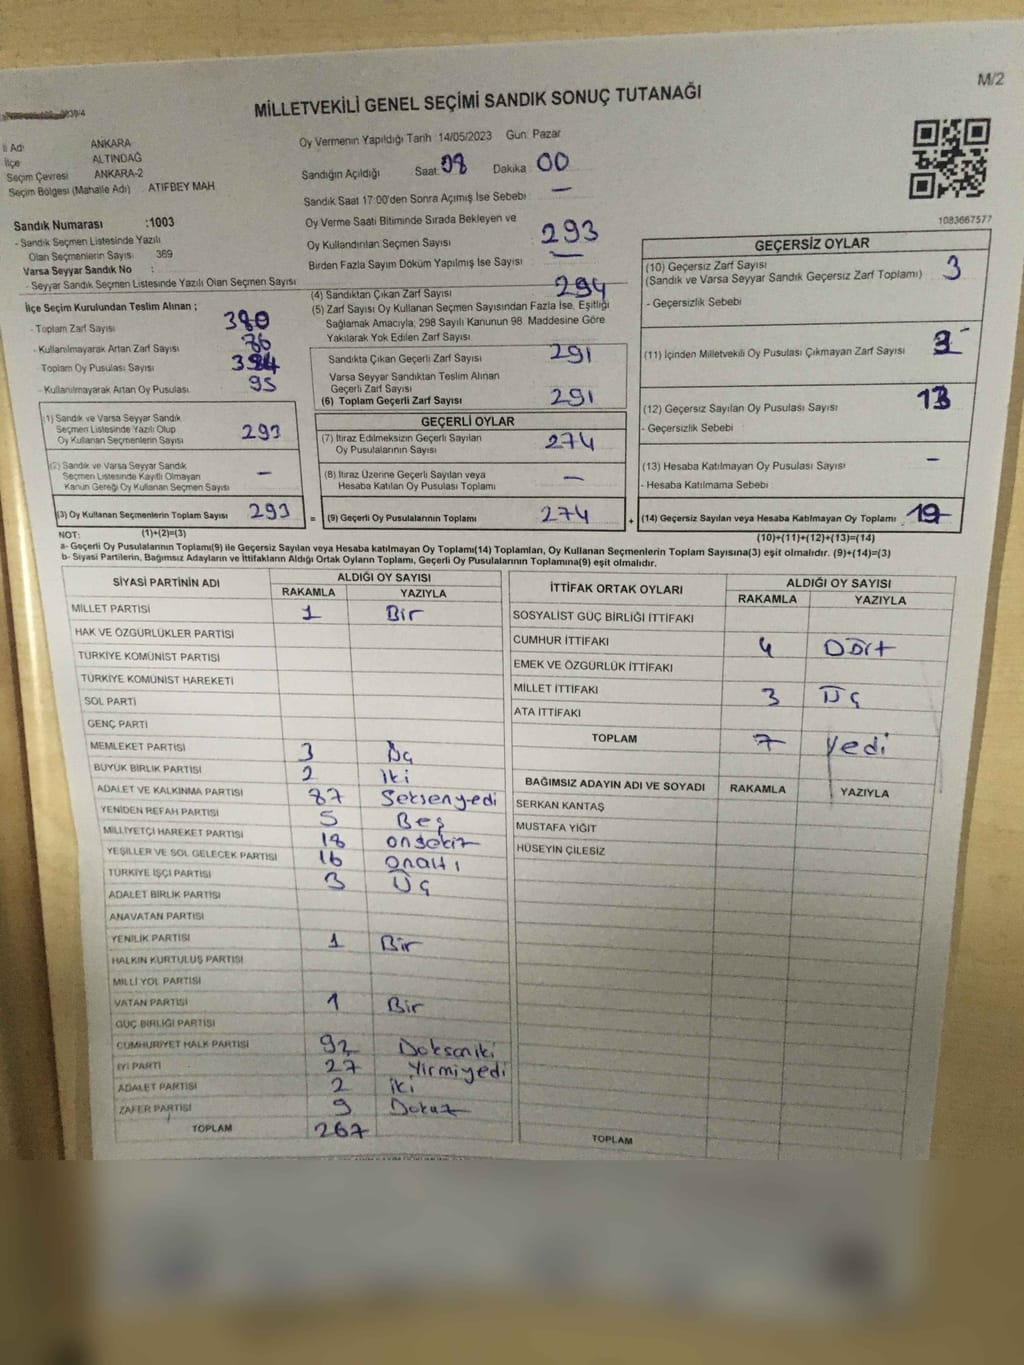 M/2
MİLLETVEKİLİ GENEL SEÇİMİ SANDIK SONUÇ TUTANAĞI
İl Adı ANKARA
İlçe ALTINDAĞ
Seçim Çevresi ANKARA-2
Seçim Bölgesi (Mahalle Adı) ATIFBEY MAH
Oy Vermenin Yapıldığı Tarih 14/05/2023 Gün: Pazar
Sandığın Açıldığı Saat: 08 Dakika 00
Sandık Saat 17:00'den Sonra Açımış İse Sebebi —
Sandık Numarası :1003
- Sandık Seçmen Listesinde Yazılı
Olan Seçmenlerin Sayısı 369
Varsa Seyyar Sandık No :
- Seyyar Sandık Seçmen Listesinde Yazılı Olan Seçmen Sayısı
Oy Verme Saati Bitiminde Sırada Bekleyen ve
Oy Kullandırılan Seçmen Sayısı 293
Birden Fazla Sayım Döküm Yapılmış İse Sayısı —
1083667577
İlçe Seçim Kurulundan Teslim Alınan ;
- Toplam Zarf Sayısı 380
- Kullanılmayarak Artan Zarf Sayısı
Toplam Oy Pusulası Sayısı
- Kullanılmayarak Artan Oy Pusulası 95
(4) Sandıktan Çıkan Zarf Sayısı 294
(5) Zarf Sayısı Oy Kullanan Seçmen Sayısından Fazla İse, Eşitliği
Sağlamak Amacıyla, 298 Sayılı Kanunun 98. Maddesine Göre
Yakılarak Yok Edilen Zarf Sayısı
Sandıkta Çıkan Geçerli Zarf Sayısı 291
Varsa Seyyar Sandıktan Teslim Alınan
Geçerli Zarf Sayısı
(6) Toplam Geçerli Zarf Sayısı 291
GEÇERSİZ OYLAR
(10) Geçersiz Zarf Sayısı 3
(Sandık ve Varsa Seyyar Sandık Geçersiz Zarf Toplamı)
- Geçersizlik Sebebi
(11) İçinden Milletvekili Oy Pusulası Çıkmayan Zarf Sayısı 3
(12) Geçersiz Sayılan Oy Pusulası Sayısı 13
- Geçersizlik Sebebi
(13) Hesaba Katılmayan Oy Pusulası Sayısı —
- Hesaba Katılmama Sebebi
(14) Geçersiz Sayılan veya Hesaba Katılmayan Oy Toplamı 19
(10)+(11)+(12)+(13)=(14)
(1) Sandık ve Varsa Seyyar Sandık
Seçmen Listesinde Yazılı Olup
Oy Kullanan Seçmenlerin Sayısı 293
(2) Sandık ve Varsa Seyyar Sandık
Seçmen Listesinde Kayıtlı Olmayan
Kanun Gereği Oy Kullanan Seçmen Sayısı —
(3) Oy Kullanan Seçmenlerin Toplam Sayısı 293 =
GEÇERLİ OYLAR
(7) İtiraz Edilmeksizin Geçerli Sayılan
Oy Pusulalarının Sayısı 274
(8) İtiraz Üzerine Geçerli Sayılan veya
Hesaba Katılan Oy Pusulası Toplamı —
(9) Geçerli Oy Pusulalarının Toplamı 274 +
NOT: (1)+(2)=(3)
a- Geçerli Oy Pusulalarının Toplamı(9) ile Geçersiz Sayılan veya Hesaba katılmayan Oy Toplamı(14) Toplamları, Oy Kullanan Seçmenlerin Toplam Sayısına(3) eşit olmalıdır. (9)+(14)=(3)
b- Siyasi Partilerin, Bağımsız Adayların ve İttifakların Aldığı Ortak Oyların Toplamı, Geçerli Oy Pusulalarının Toplamına(9) eşit olmalıdır.
SİYASİ PARTİNİN ADI ALDIĞI OY SAYISI
RAKAMLA YAZIYLA
MİLLET PARTİSİ 1 Bir
HAK VE ÖZGÜRLÜKLER PARTİSİ
TÜRKİYE KOMÜNİST PARTİSİ
TÜRKİYE KOMÜNİST HAREKETİ
SOL PARTİ
GENÇ PARTİ
MEMLEKET PARTİSİ 3 Üç
BÜYÜK BİRLİK PARTİSİ 2 İki
ADALET VE KALKINMA PARTİSİ 87 Seksenyedi
YENİDEN REFAH PARTİSİ 5 Beş
MİLLİYETÇİ HAREKET PARTİSİ 18 onsekiz
YEŞİLLER VE SOL GELECEK PARTİSİ 16 onaltı
TÜRKİYE İŞÇİ PARTİSİ 3 Üç
ADALET BİRLİK PARTİSİ
ANAVATAN PARTİSİ
YENİLİK PARTİSİ 1 Bir
HALKIN KURTULUŞ PARTİSİ
MİLLİ YOL PARTİSİ
VATAN PARTİSİ 1 Bir
GÜÇ BİRLİĞİ PARTİSİ
CUMHURİYET HALK PARTİSİ 92 Doksaniki
İYİ PARTİ 27 Yirmiyedi
ADALET PARTİSİ 2 iki
ZAFER PARTİSİ 9 Dokuz
TOPLAM 267
İTTİFAK ORTAK OYLARI ALDIĞI OY SAYISI
RAKAMLA YAZIYLA
SOSYALİST GÜÇ BİRLİĞİ İTTİFAKI
CUMHUR İTTİFAKI 4 Dört
EMEK VE ÖZGÜRLÜK İTTİFAKI
MİLLET İTTİFAKI 3 Üç
ATA İTTİFAKI
TOPLAM 7 Yedi
BAĞIMSIZ ADAYIN ADI VE SOYADI RAKAMLA YAZIYLA
SERKAN KANTAŞ
MUSTAFA YİĞİT
HÜSEYİN ÇİLESİZ
TOPLAM